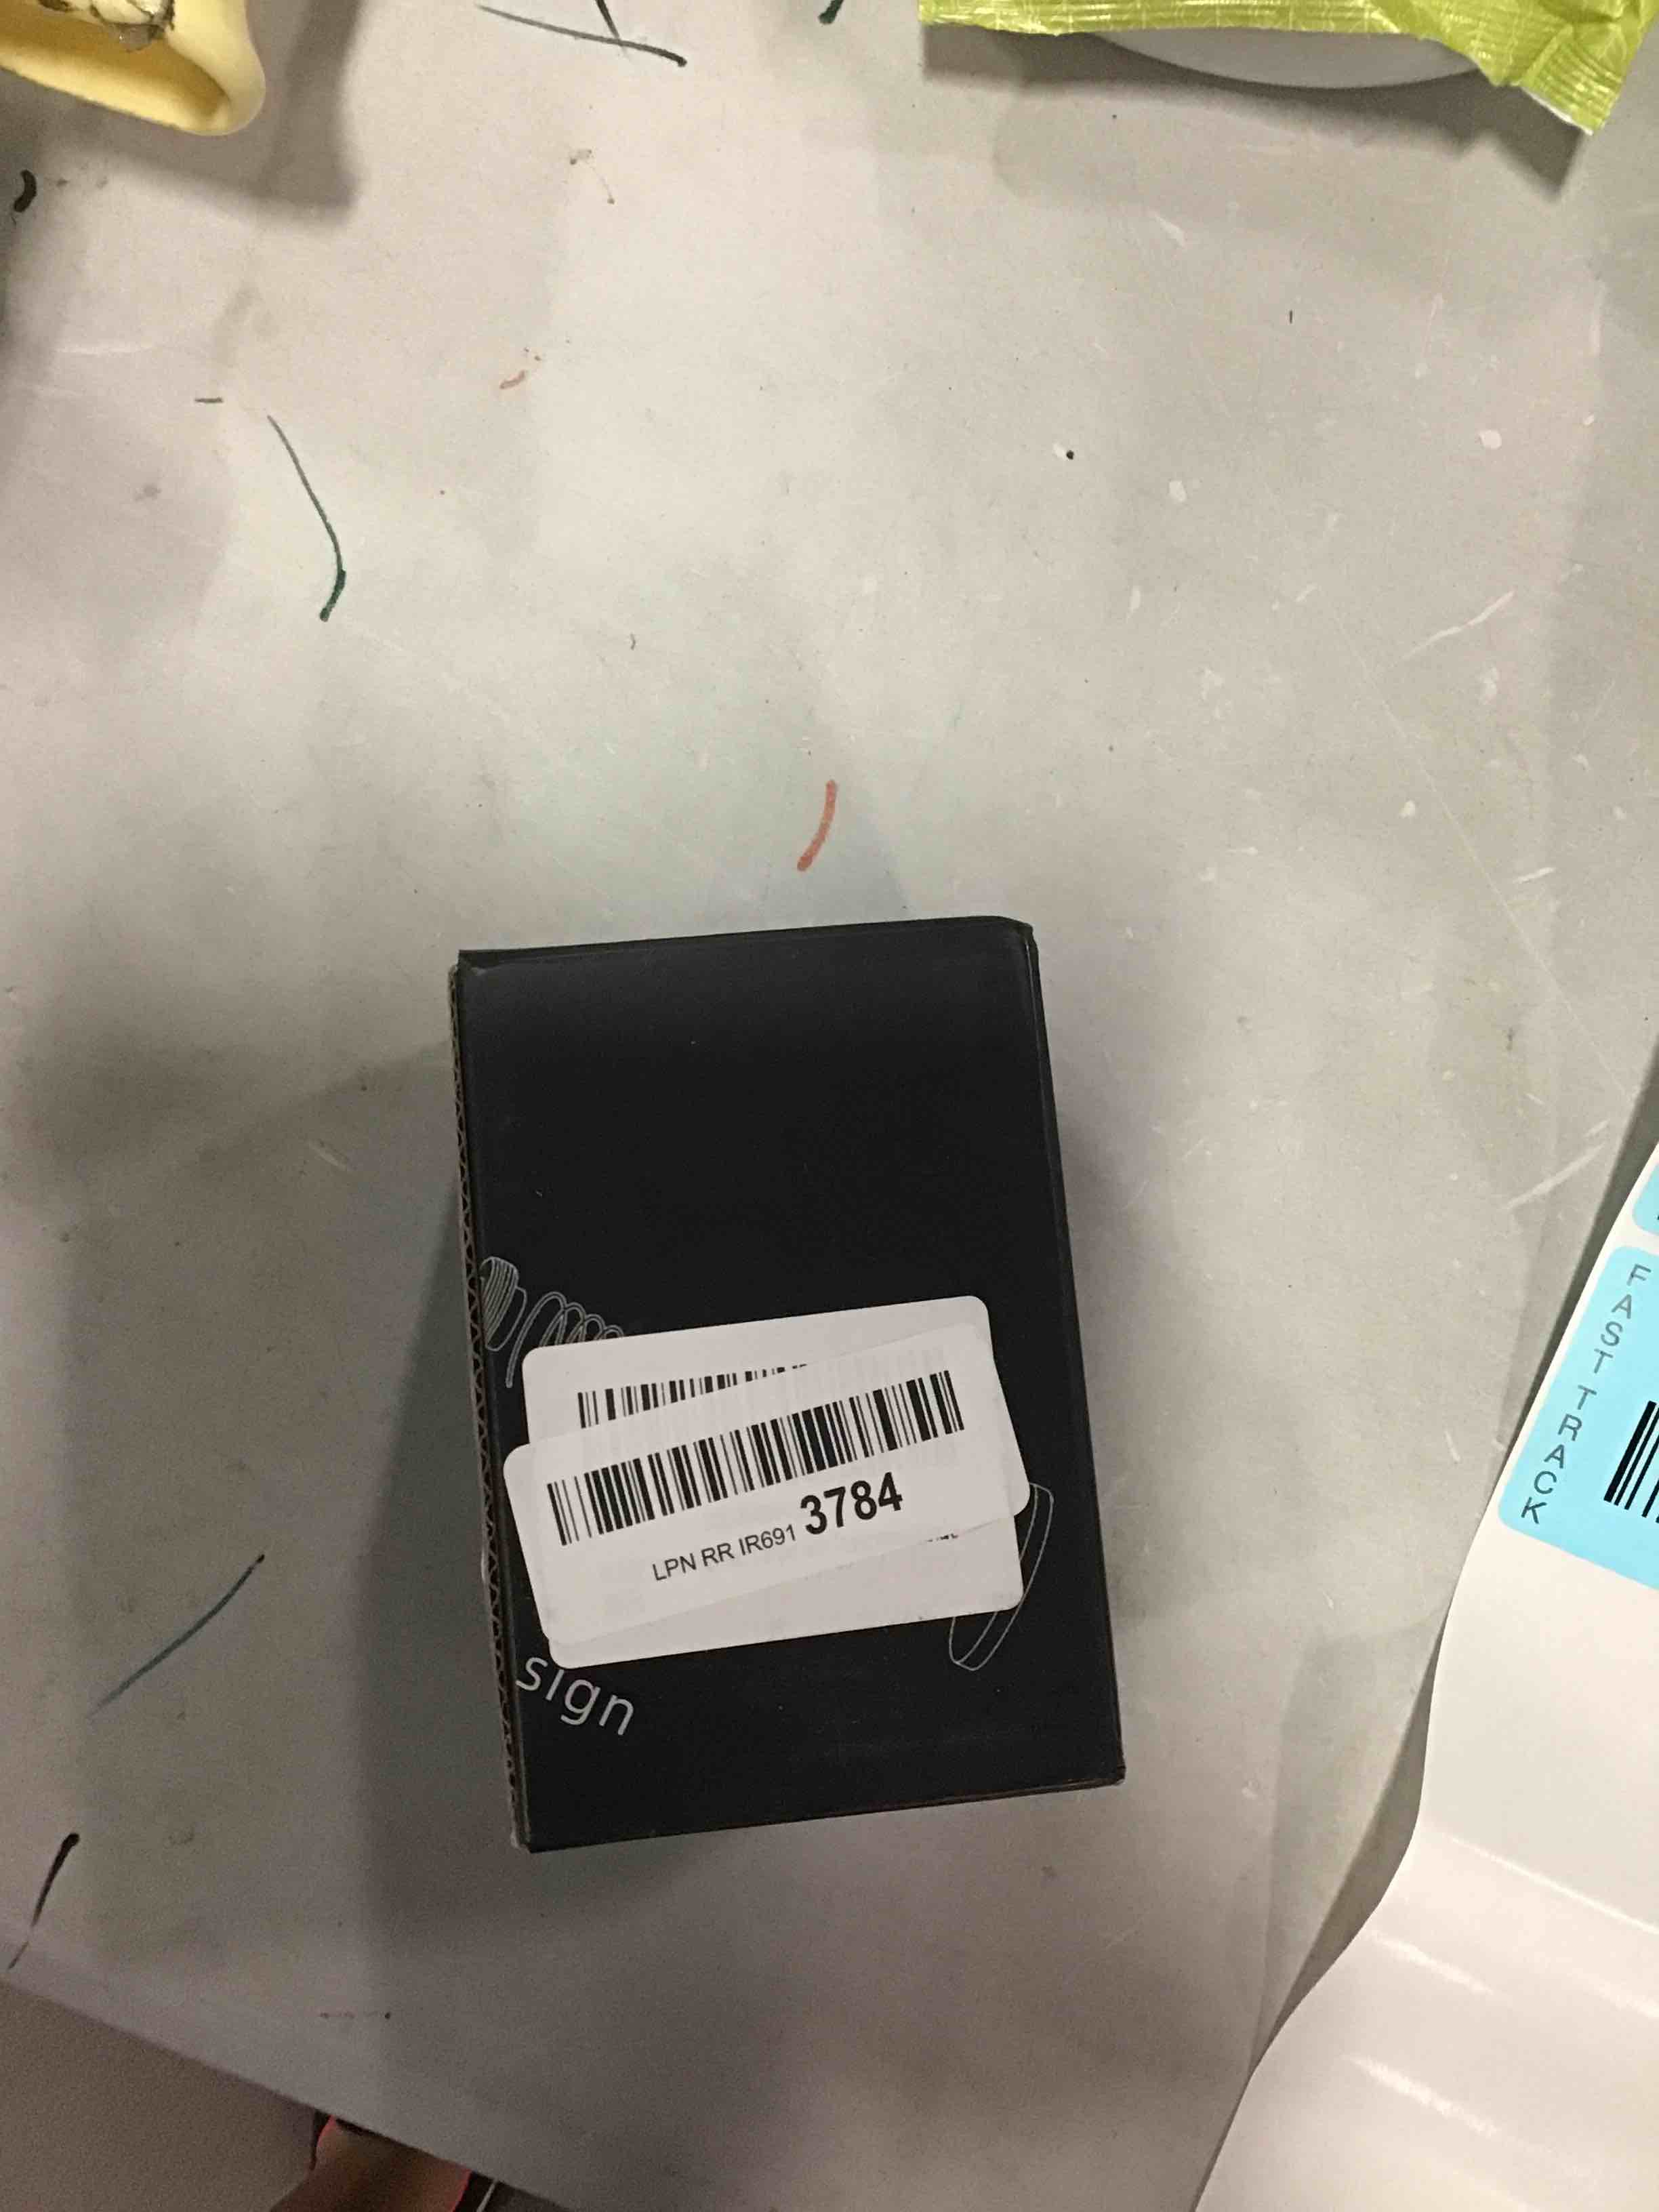 FAST TRACK
LPN RR IR691 3784
sign